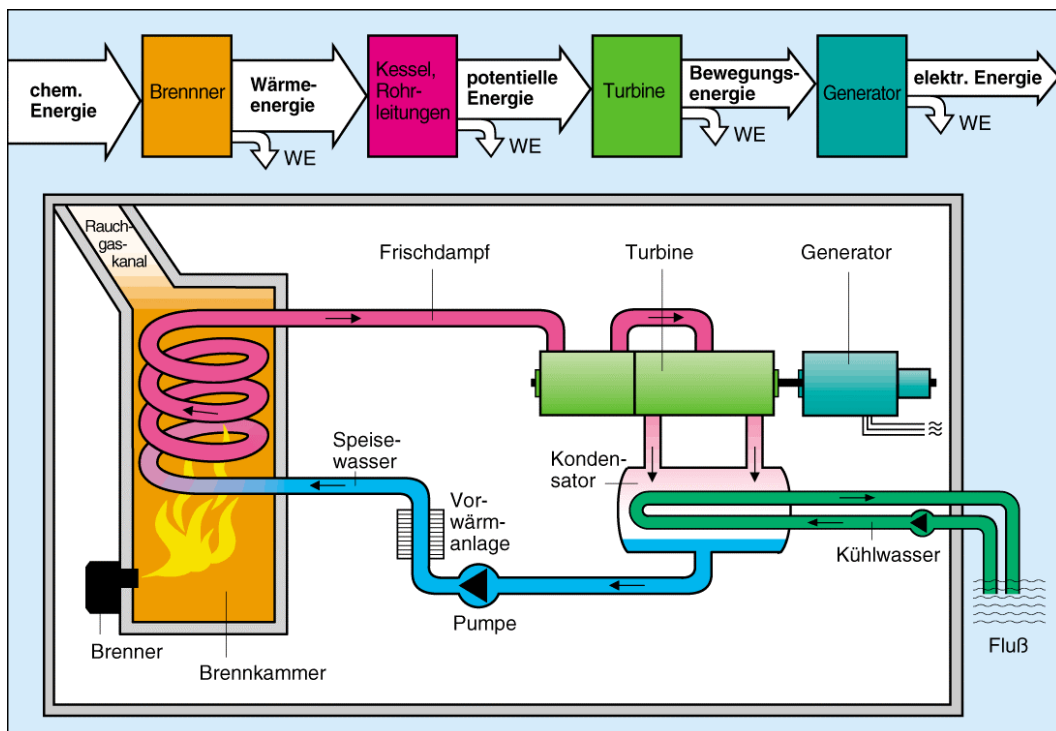 chem.
Energie
Brennner
Wärme-
energie
WE
Kessel,
Rohr-
leitungen
potentielle
Energie
WE
Turbine
Bewegungs-
energie
WE
Generator
elektr. Energie
WE
Rauch-
gas-
kanal
Frischdampf
Turbine
Generator
Speise-
wasser
Konden-
sator
Vor-
wärm-
anlage
Kühlwasser
Pumpe
Fluß
Brenner
Brennkammer